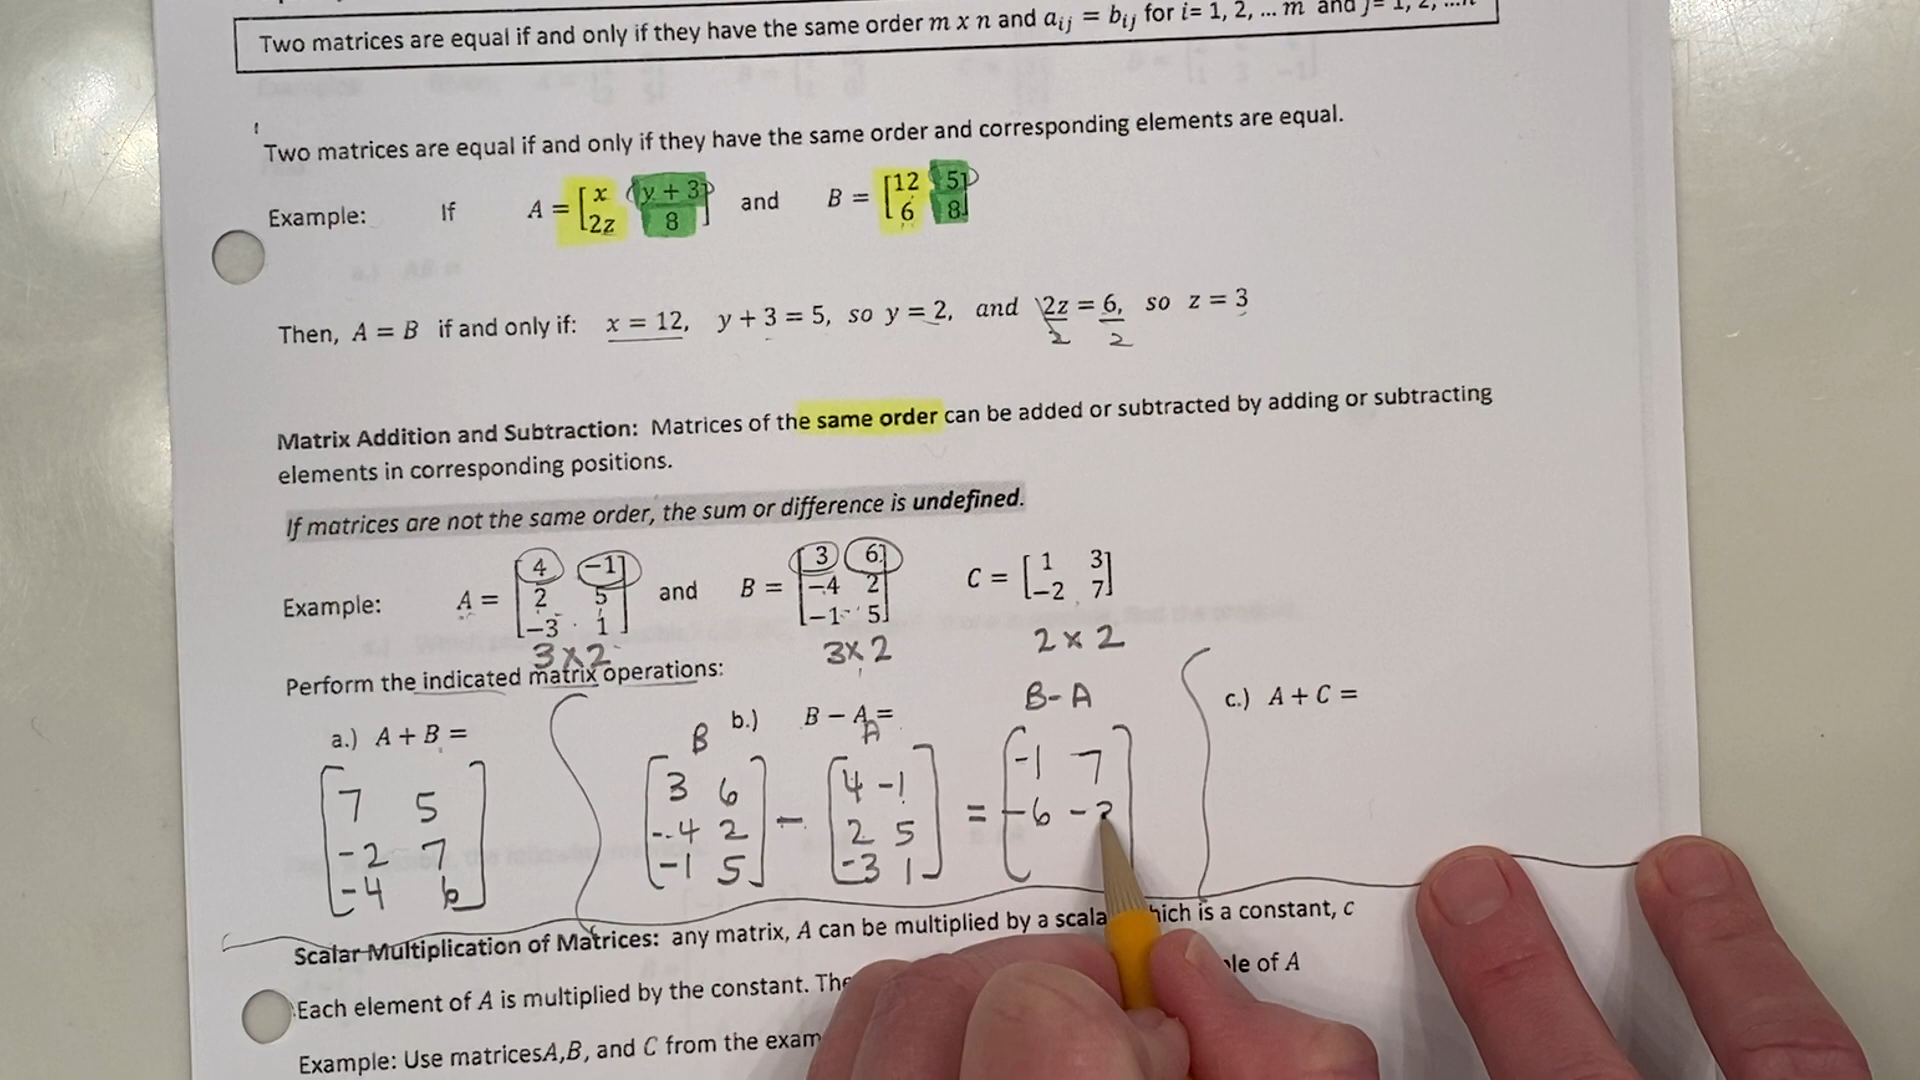 Two matrices are equal if and only if they have the same order m x n and aij = bij for i= 1, 2, ... m and j= 1, 2, ...n
Two matrices are equal if and only if they have the same order and corresponding elements are equal.
Example: If A = [x y + 3 and B = [12 5]
2z 8] 6 8]
Then, A = B if and only if: x = 12, y + 3 = 5, so y = 2, and 2z = 6, so z = 3
2 2
Matrix Addition and Subtraction: Matrices of the same order can be added or subtracted by adding or subtracting
elements in corresponding positions.
If matrices are not the same order, the sum or difference is undefined.
Example: A = [4 -1] and B = [3 6] C = [1 3]
2 5 -4 2 -2 7
-3 1 -1 5
3x2 3x2 2x2
Perform the indicated matrix operations:
a.) A + B = b.) B − A = B-A c.) A + C =
B A
7 5 3 6 - 4 -1 = -1 7
-2 7 -4 2 2 5 -6 -3
-4 6 -1 5 -3 1
Scalar Multiplication of Matrices: any matrix, A can be multiplied by a scala hich is a constant, c
Each element of A is multiplied by the constant. The le of A
Example: Use matricesA,B, and C from the exam